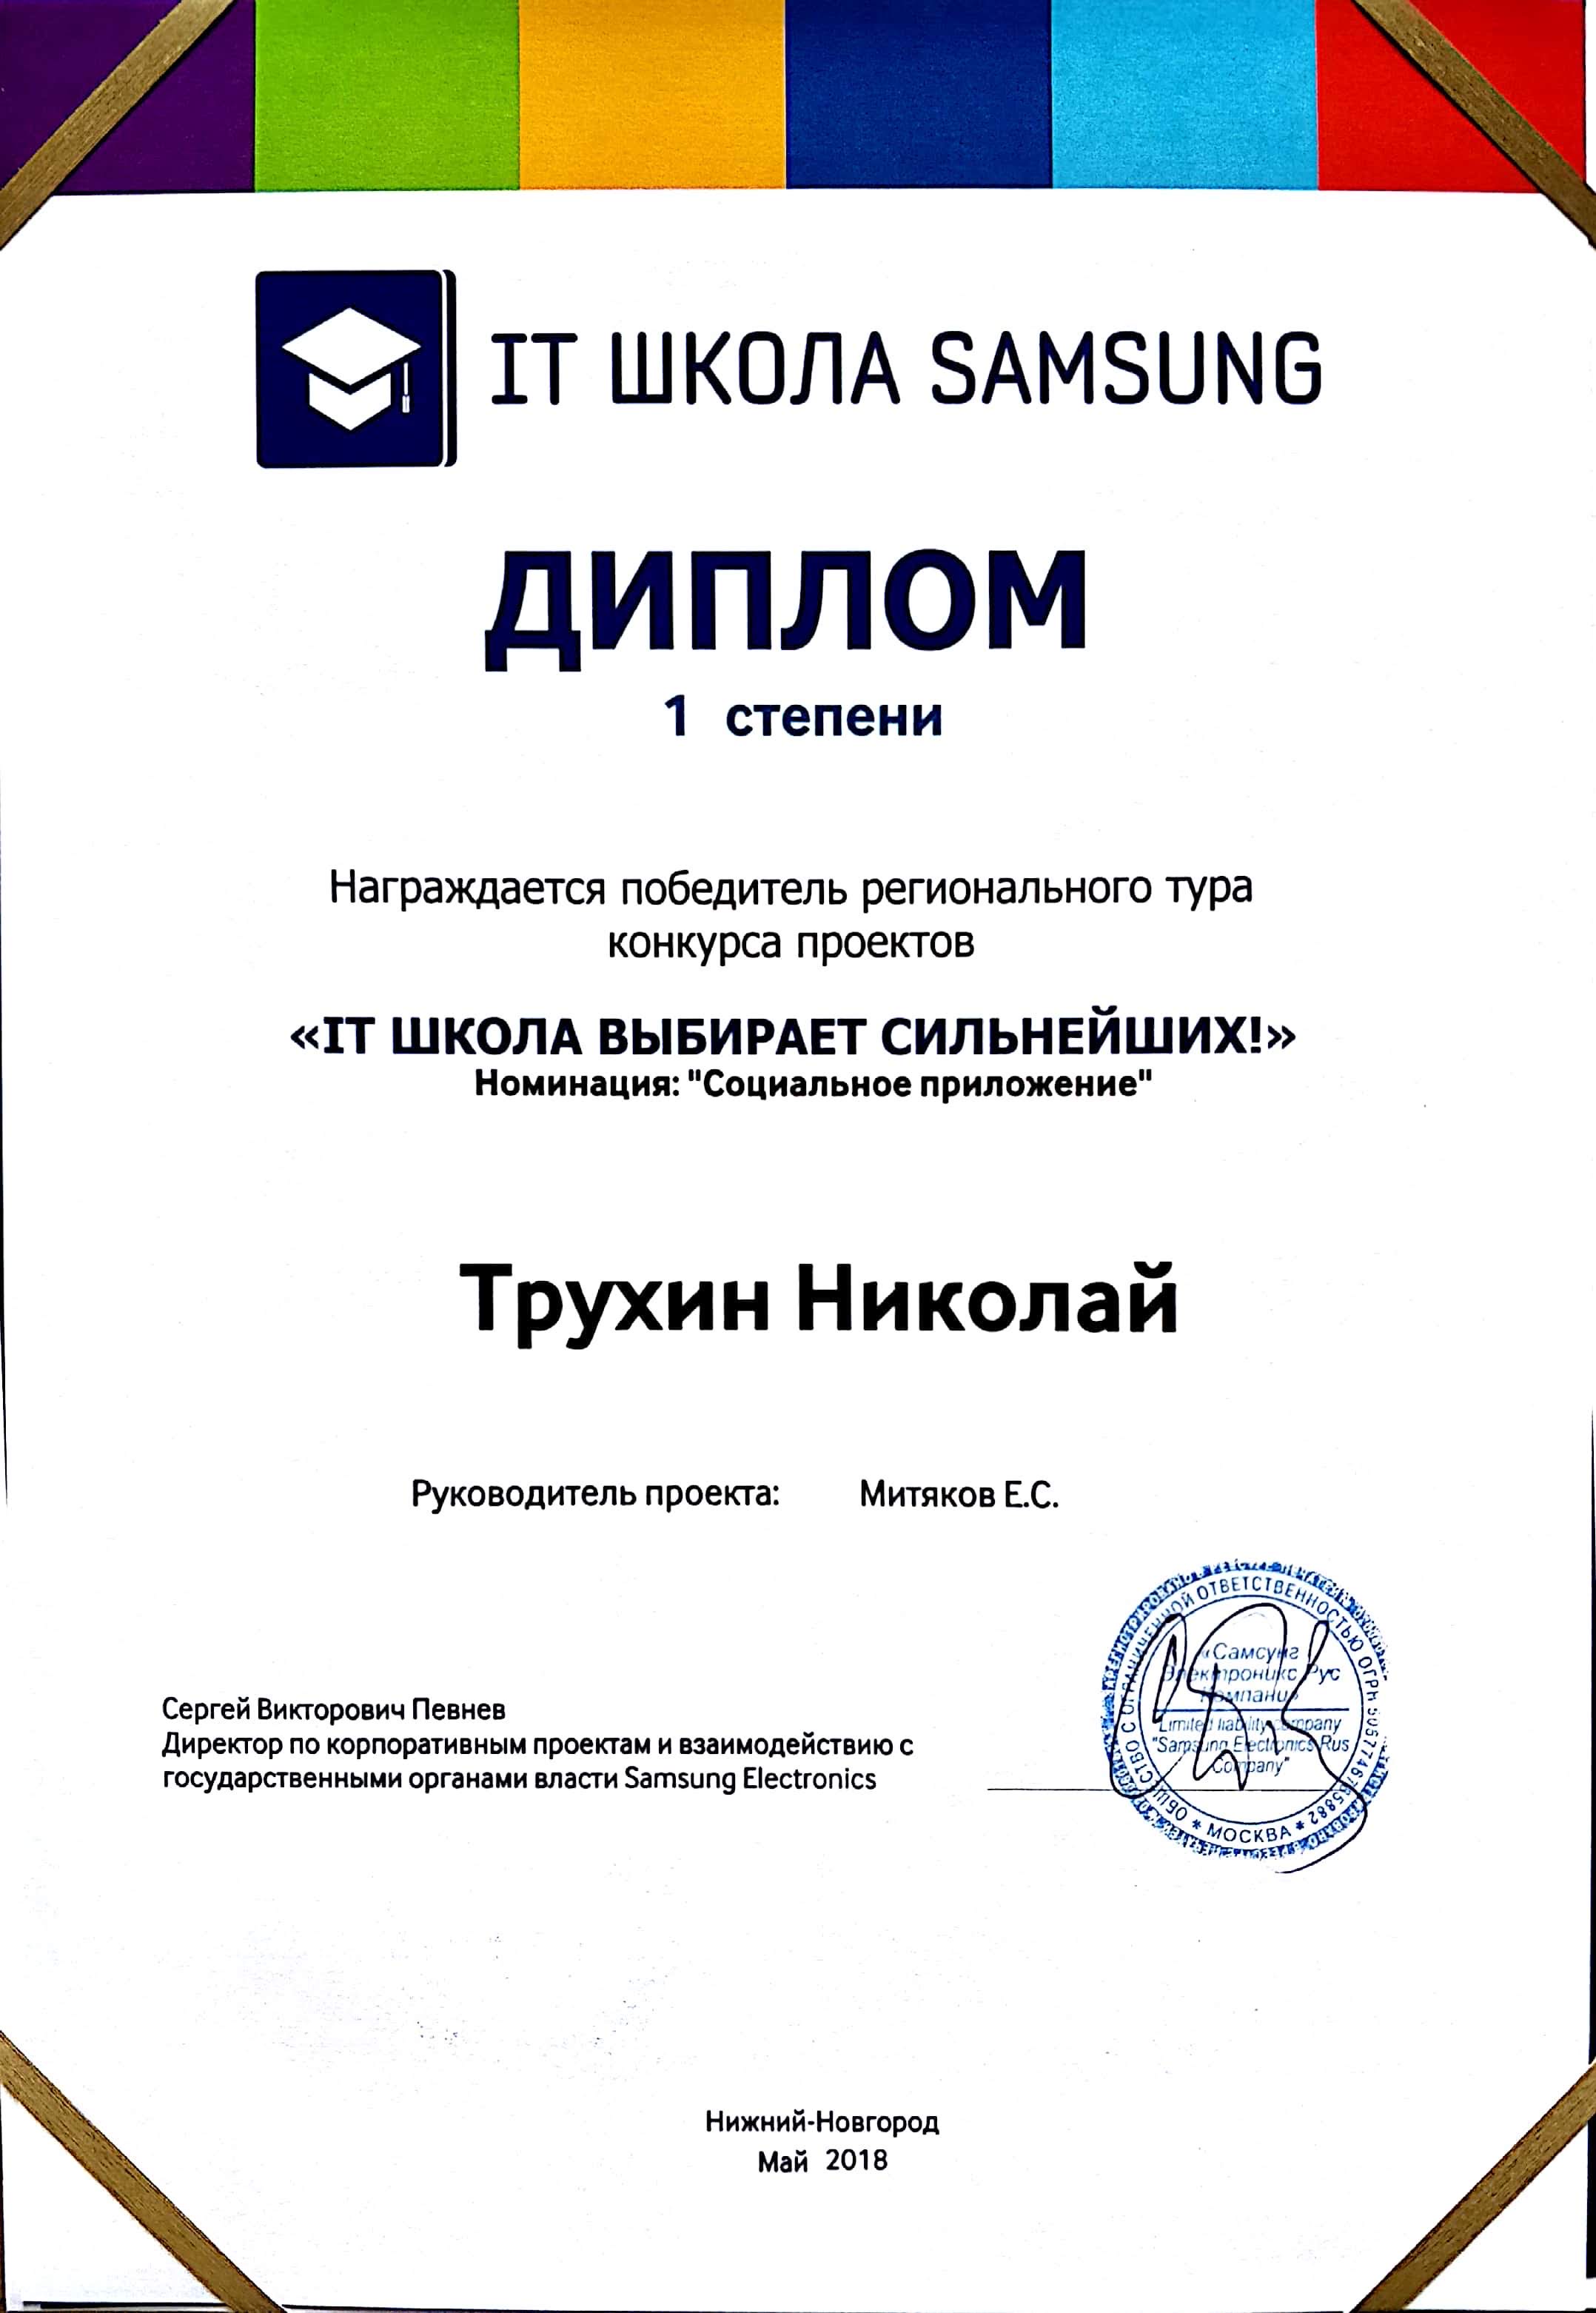 IT ШКОЛА SAMSUNG
ДИПЛОМ
1 степени
Награждается победитель регионального тура
конкурса проектов
«IT ШКОЛА ВЫБИРАЕТ СИЛЬНЕЙШИХ!»
Номинация: "Социальное приложение"
Трухин Николай
Руководитель проекта: Митяков Е.С.
Сергей Викторович Певнев
Директор по корпоративным проектам и взаимодействию с
государственными органами власти Samsung Electronics
ОБЩЕСТВО С ОГРАНИЧЕННОЙ ОТВЕТСТВЕННОСТЬЮ ОГРН
* МОСКВА *
«Самсунг
Электроникс Рус
Компани»
Limited liability company
"Samsung Electronics Rus
Company"
Нижний-Новгород
Май 2018